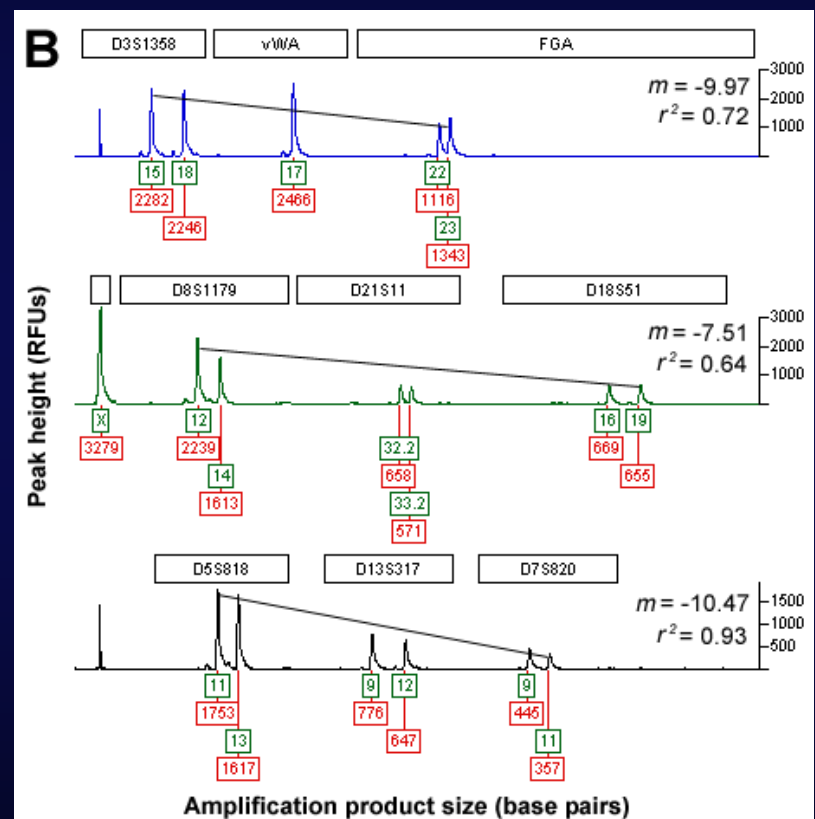 B
D3S1358 vWA FGA
m = -9.97
r² = 0.72
3000
2000
1000
15 18 17 22
2282 2466 1116
2246 23
1343
Peak height (RFUs)
D8S1179 D21S11 D18S51
m = -7.51
r² = 0.64
3000
2000
1000
X 12 32.2 16 19
3279 2239 658 669
14 33.2 655
1613 571
D5S818 D13S317 D7S820
m = -10.47
r² = 0.93
1500
1000
500
11 9 12 9
1753 776 647 445
13 11
1617 357
Amplification product size (base pairs)